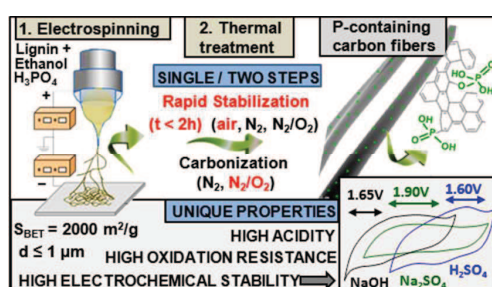 1. Electrospinning
Lignin +
Ethanol
H₃PO₄
+
−
2. Thermal
treatment
SINGLE / TWO STEPS
Rapid Stabilization
(t < 2h) (air, N₂, N₂/O₂)
Carbonization
(N₂, N₂/O₂)
P-containing
carbon fibers
O
HO
P
OH
O
P
O
OH
OH
UNIQUE PROPERTIES
S_BET = 2000 m²/g
d ≤ 1 µm
HIGH ACIDITY
HIGH OXIDATION RESISTANCE
HIGH ELECTROCHEMICAL STABILITY
1.65V 1.90V 1.60V
NaOH Na₂SO₄ H₂SO₄